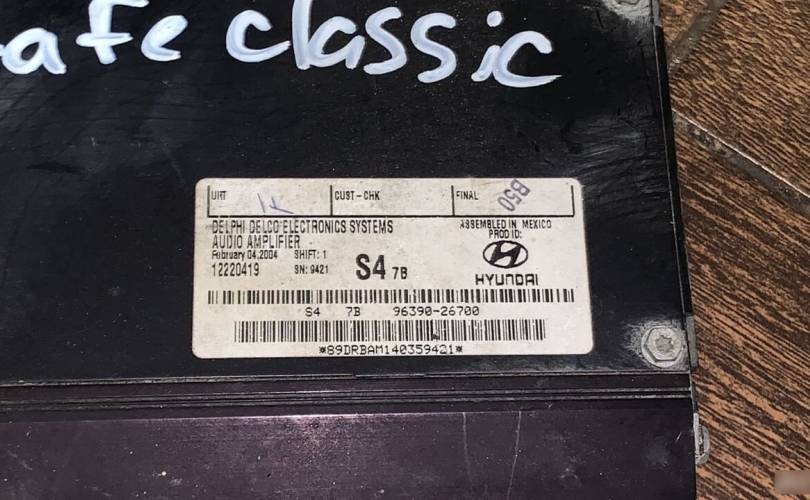 afe classic
UHT CUST-CHK FINAL B50
DELPHI DELCO ELECTRONICS SYSTEMS
AUDIO AMPLIFIER
February 04,2004 SHIFT: 1
12220419 SN: 9421
S4 7B
ASSEMBLED IN MEXICO
PROD ID:
HYUNDAI
S4 7B 96390-26700
*89DRBAM140359421*